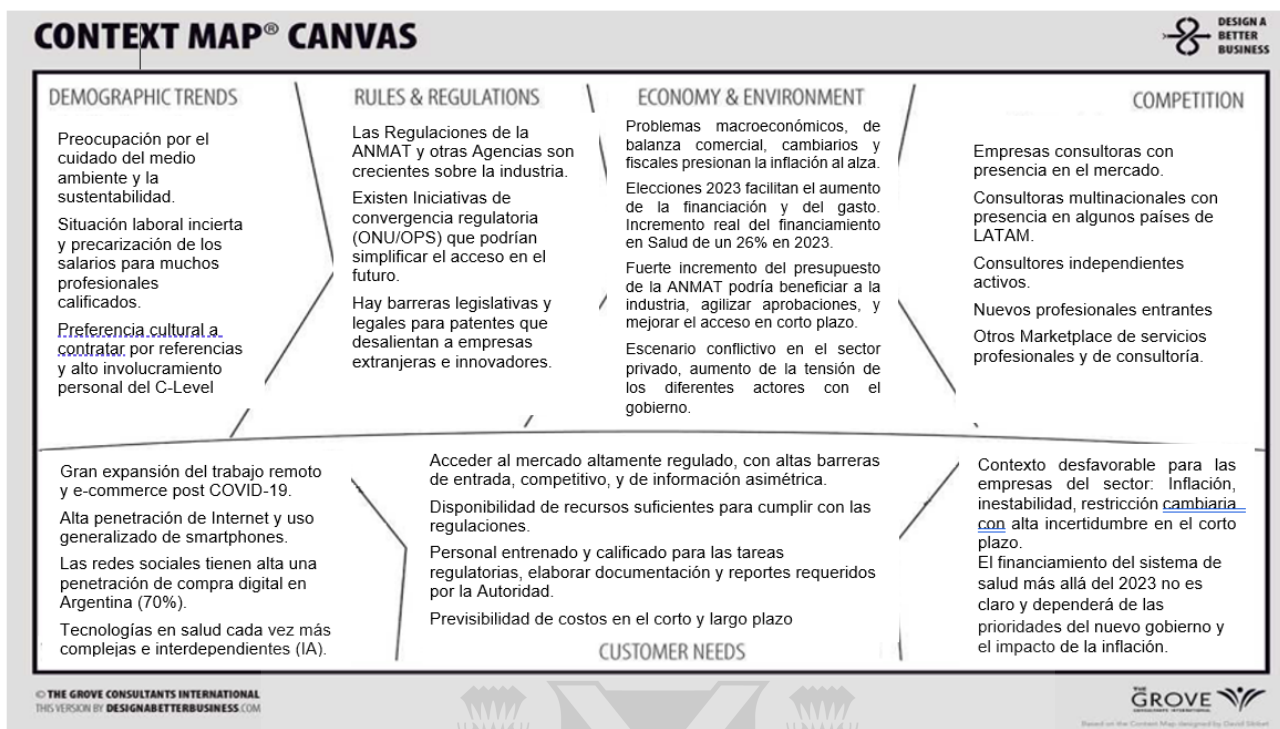 CONTEXT MAP® CANVAS
DESIGN A
BETTER
BUSINESS
DEMOGRAPHIC TRENDS
Preocupación por el
cuidado del medio
ambiente y la
sustentabilidad.
Situación laboral incierta
y precarización de los
salarios para muchos
profesionales
calificados.
Preferencia cultural a
contratar por referencias
y alto involucramiento
personal del C-Level
RULES & REGULATIONS
Las Regulaciones de la
ANMAT y otras Agencias son
crecientes sobre la industria.
Existen Iniciativas de
convergencia regulatoria
(ONU/OPS) que podrían
simplificar el acceso en el
futuro.
Hay barreras legislativas y
legales para patentes que
desalientan a empresas
extranjeras e innovadores.
ECONOMY & ENVIRONMENT
Problemas macroeconómicos, de
balanza comercial, cambiarios y
fiscales presionan la inflación al alza.
Elecciones 2023 facilitan el aumento
de la financiación y del gasto.
Incremento real del financiamiento
en Salud de un 26% en 2023.
Fuerte incremento del presupuesto
de la ANMAT podría beneficiar a la
industria, agilizar aprobaciones, y
mejorar el acceso en corto plazo.
Escenario conflictivo en el sector
privado, aumento de la tensión de
los diferentes actores con el
gobierno.
COMPETITION
Empresas consultoras con
presencia en el mercado.
Consultoras multinacionales con
presencia en algunos países de
LATAM.
Consultores independientes
activos.
Nuevos profesionales entrantes
Otros Marketplace de servicios
profesionales y de consultoría.
Gran expansión del trabajo remoto
y e-commerce post COVID-19.
Alta penetración de Internet y uso
generalizado de smartphones.
Las redes sociales tienen alta una
penetración de compra digital en
Argentina (70%).
Tecnologías en salud cada vez más
complejas e interdependientes (IA).
Acceder al mercado altamente regulado, con altas barreras
de entrada, competitivo, y de información asimétrica.
Disponibilidad de recursos suficientes para cumplir con las
regulaciones.
Personal entrenado y calificado para las tareas
regulatorias, elaborar documentación y reportes requeridos
por la Autoridad.
Previsibilidad de costos en el corto y largo plazo
CUSTOMER NEEDS
Contexto desfavorable para las
empresas del sector: Inflación,
inestabilidad, restricción cambiaria
con alta incertidumbre en el corto
plazo.
El financiamiento del sistema de
salud más allá del 2023 no es
claro y dependerá de las
prioridades del nuevo gobierno y
el impacto de la inflación.
© THE GROVE CONSULTANTS INTERNATIONAL
THIS VERSION BY DESIGNABETTERBUSINESS.COM
THE
GROVE
CONSULTANTS INTERNATIONAL
Based on the Context Map designed by David Sibbet